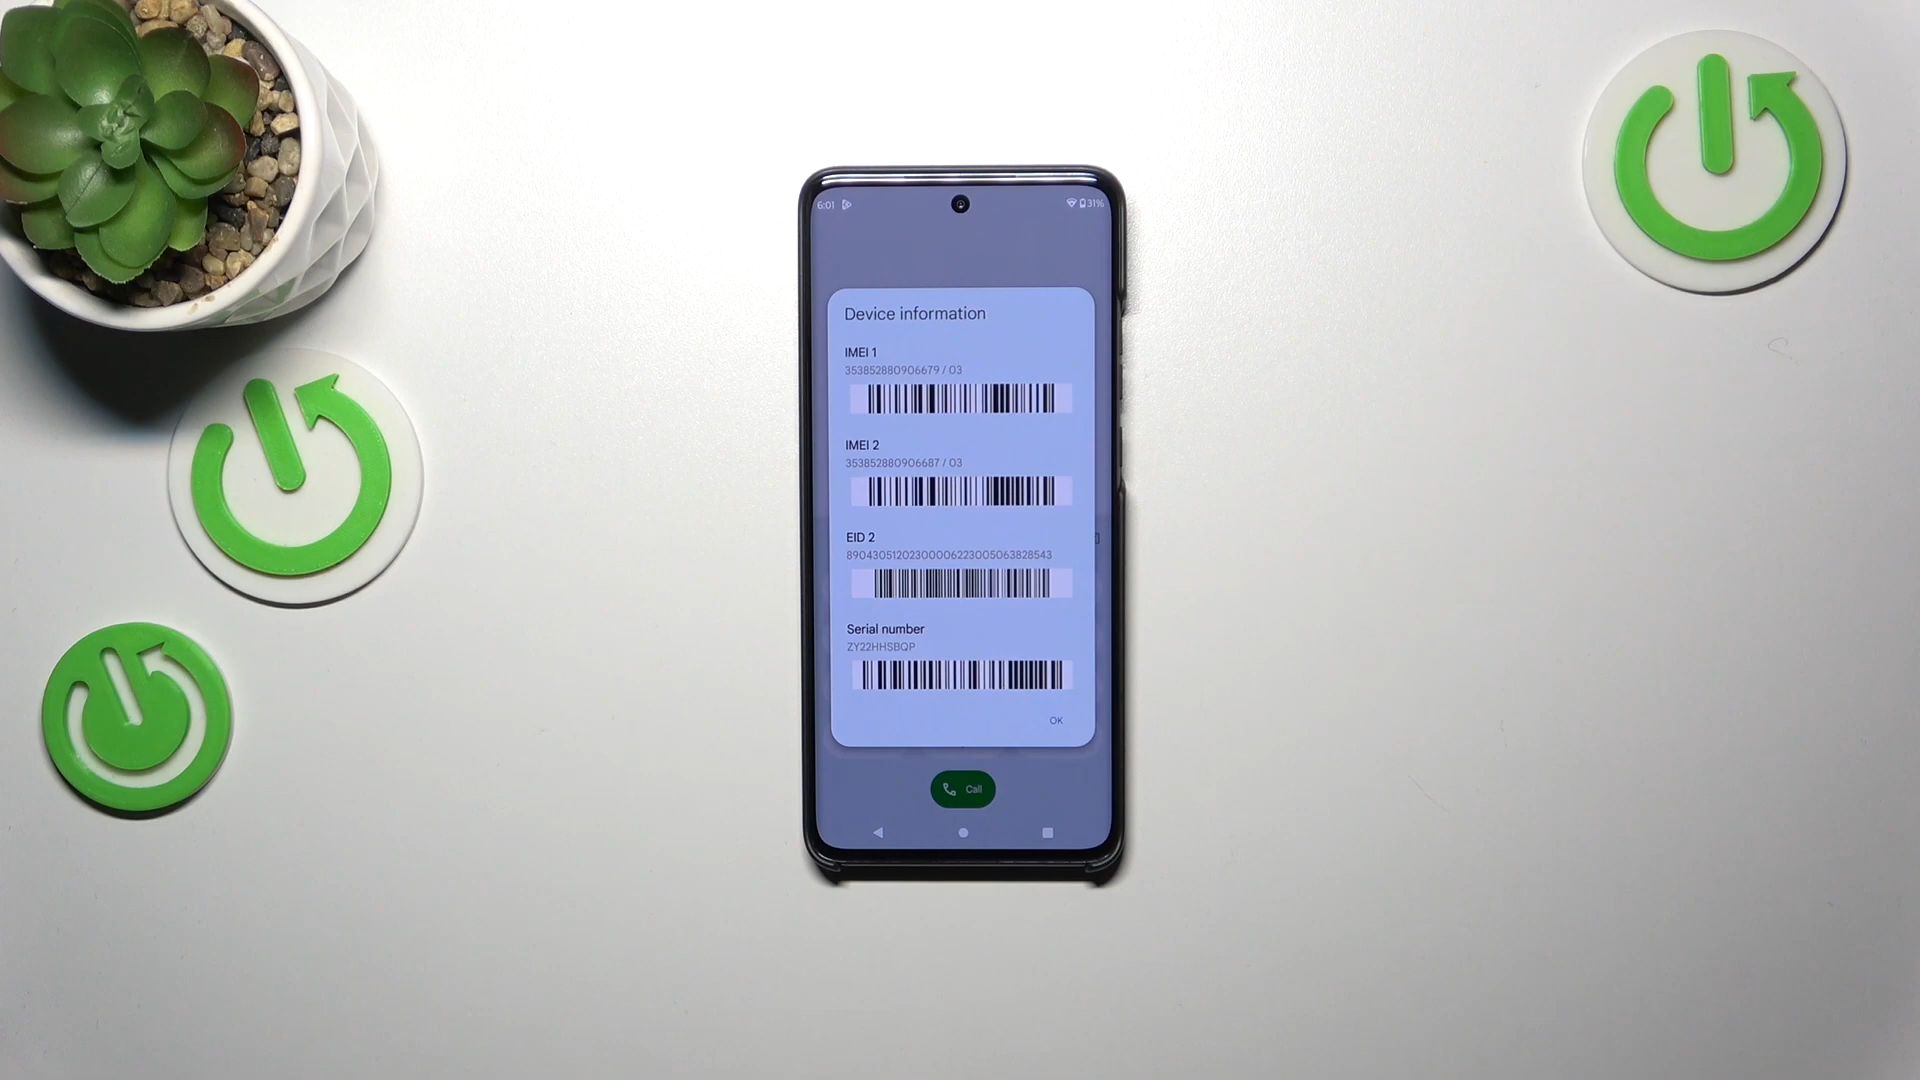 6:01
31%
Device information
IMEI 1
353852880906679 / 03
IMEI 2
353852880906687 / 03
EID 2
89043051202300006223005063828543
Serial number
ZY22HHSBQP
OK
Call